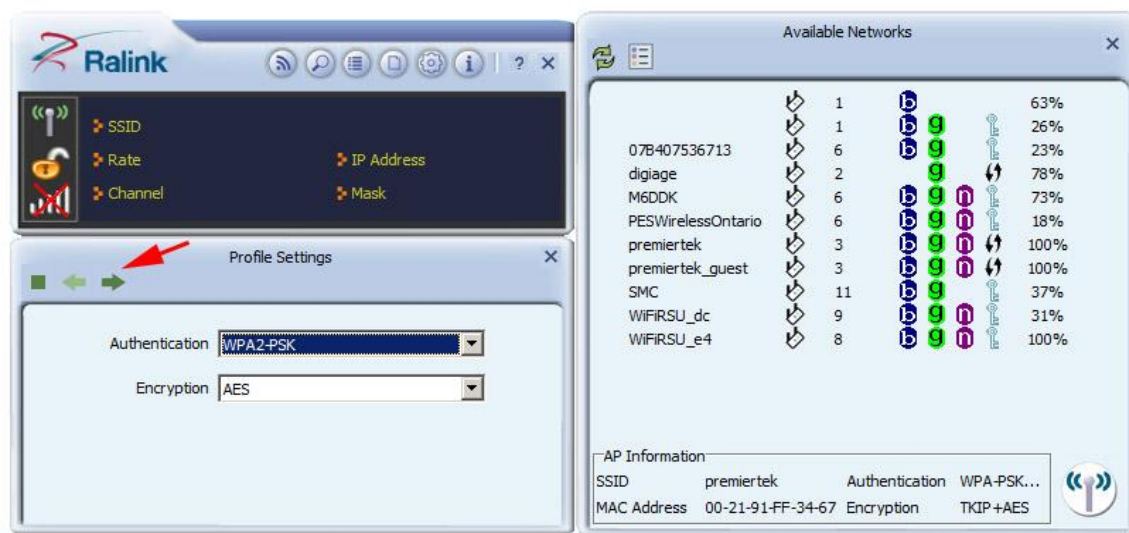 Ralink
? ×
SSID
Rate
IP Address
Channel
Mask
Profile Settings
Authentication WPA2-PSK
Encryption AES
Available Networks
1 b 63%
1 b g 26%
07B407536713 6 b g 23%
digiage 2 g 78%
M6DDK 6 b g n 73%
PESWirelessOntario 6 b g n 18%
premiertek 3 b g n 100%
premiertek_guest 3 b g n 100%
SMC 11 b g 37%
WiFiRSU_dc 9 b g n 31%
WiFiRSU_e4 8 b g n 100%
AP Information
SSID premiertek Authentication WPA-PSK...
MAC Address 00-21-91-FF-34-67 Encryption TKIP+AES